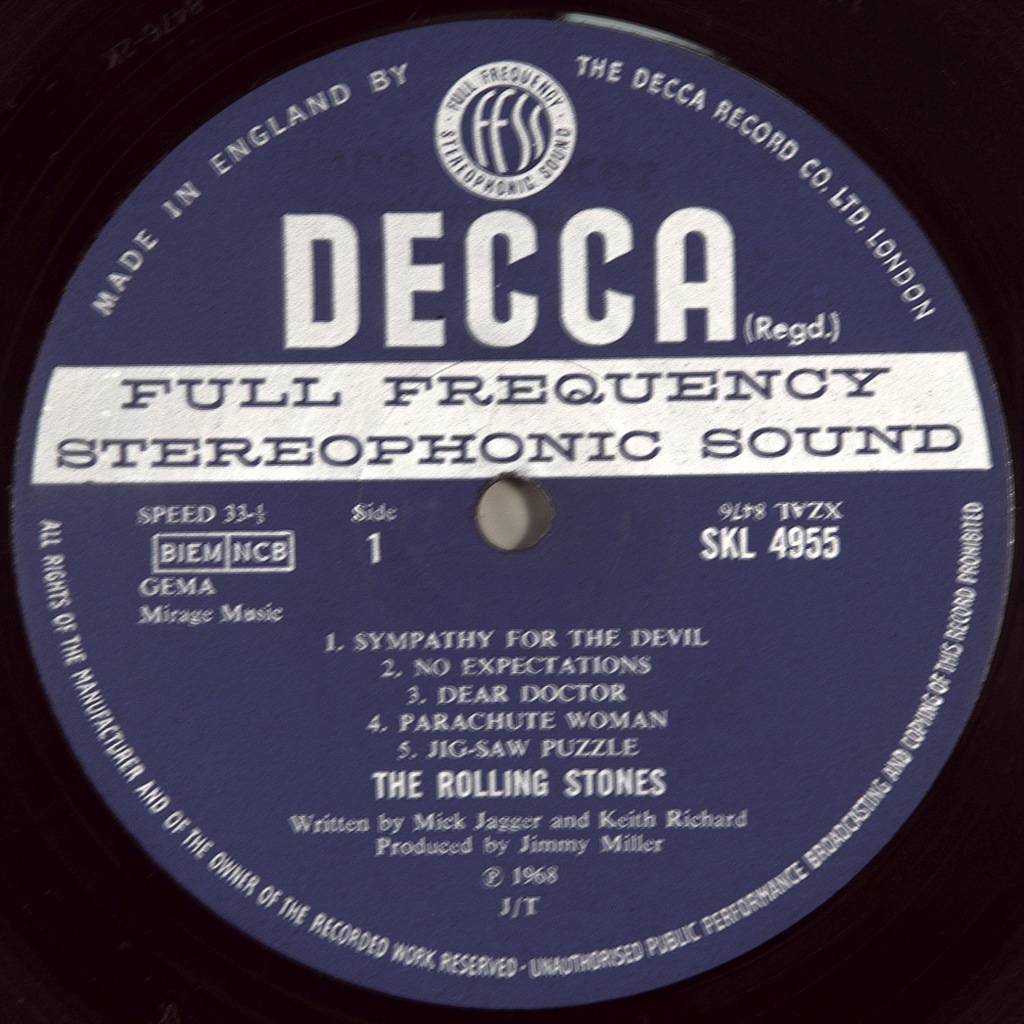 MADE IN ENGLAND BY
THE DECCA RECORD CO. LTD, LONDON
FULL FREQUENCY
FFSS
STEREOPHONIC SOUND
DECCA (Regd.)
FULL FREQUENCY
STEREOPHONIC SOUND
SPEED 33-⅓
BIEM NCB
GEMA
Mirage Music
Side
1
XZAL 8476
SKL 4955
1. SYMPATHY FOR THE DEVIL
2. NO EXPECTATIONS
3. DEAR DOCTOR
4. PARACHUTE WOMAN
5. JIG-SAW PUZZLE
THE ROLLING STONES
Written by Mick Jagger and Keith Richard
Produced by Jimmy Miller
℗ 1968
J/T
ALL RIGHTS OF THE MANUFACTURER AND OF THE OWNER OF THE RECORDED WORK RESERVED · UNAUTHORISED PUBLIC PERFORMANCE BROADCASTING AND COPYING OF THIS RECORD PROHIBITED